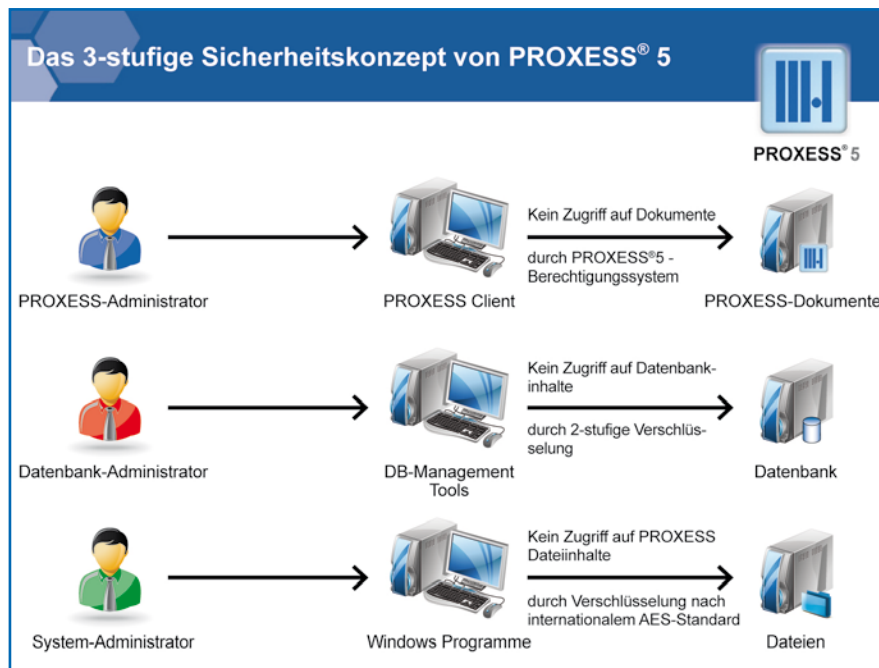 Das 3-stufige Sicherheitskonzept von PROXESS® 5
PROXESS® 5
Kein Zugriff auf Dokumente
durch PROXESS®5 -
Berechtigungssystem
PROXESS-Administrator
PROXESS Client
PROXESS-Dokumente
Kein Zugriff auf Datenbank-
inhalte
durch 2-stufige Verschlüs-
selung
Datenbank-Administrator
DB-Management
Tools
Datenbank
Kein Zugriff auf PROXESS
Dateiinhalte
durch Verschlüsselung nach
internationalem AES-Standard
System-Administrator
Windows Programme
Dateien